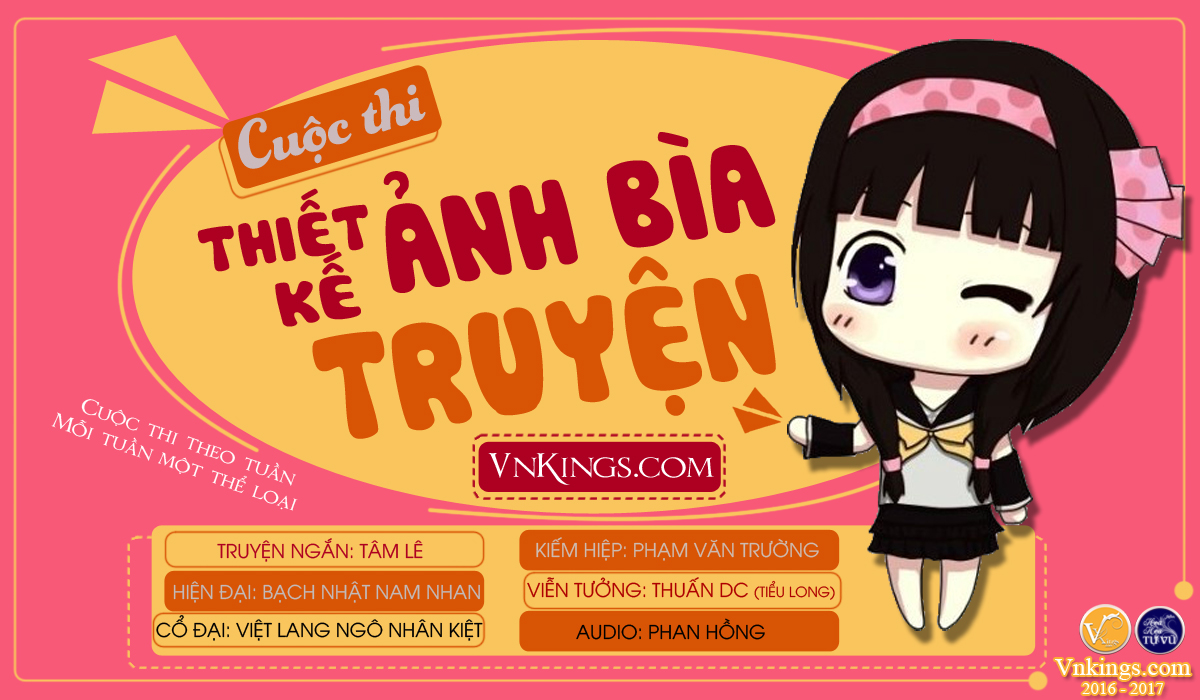 Cuộc thi
THIẾT KẾ
ẢNH BÌA
TRUYỆN
CUỘC THI THEO TUẦN
MỖI TUẦN MỘT THỂ LOẠI
VNKINGS.COM
TRUYỆN NGẮN: TÂM LÊ
KIẾM HIỆP: PHẠM VĂN TRƯỜNG
HIỆN ĐẠI: BẠCH NHẬT NAM NHAN
VIỄN TƯỞNG: THUẤN DC (TIỂU LONG)
CỔ ĐẠI: VIỆT LANG NGÔ NHÂN KIỆT
AUDIO: PHAN HỒNG
TƯ VŨ
Vnkings.com
2016 - 2017